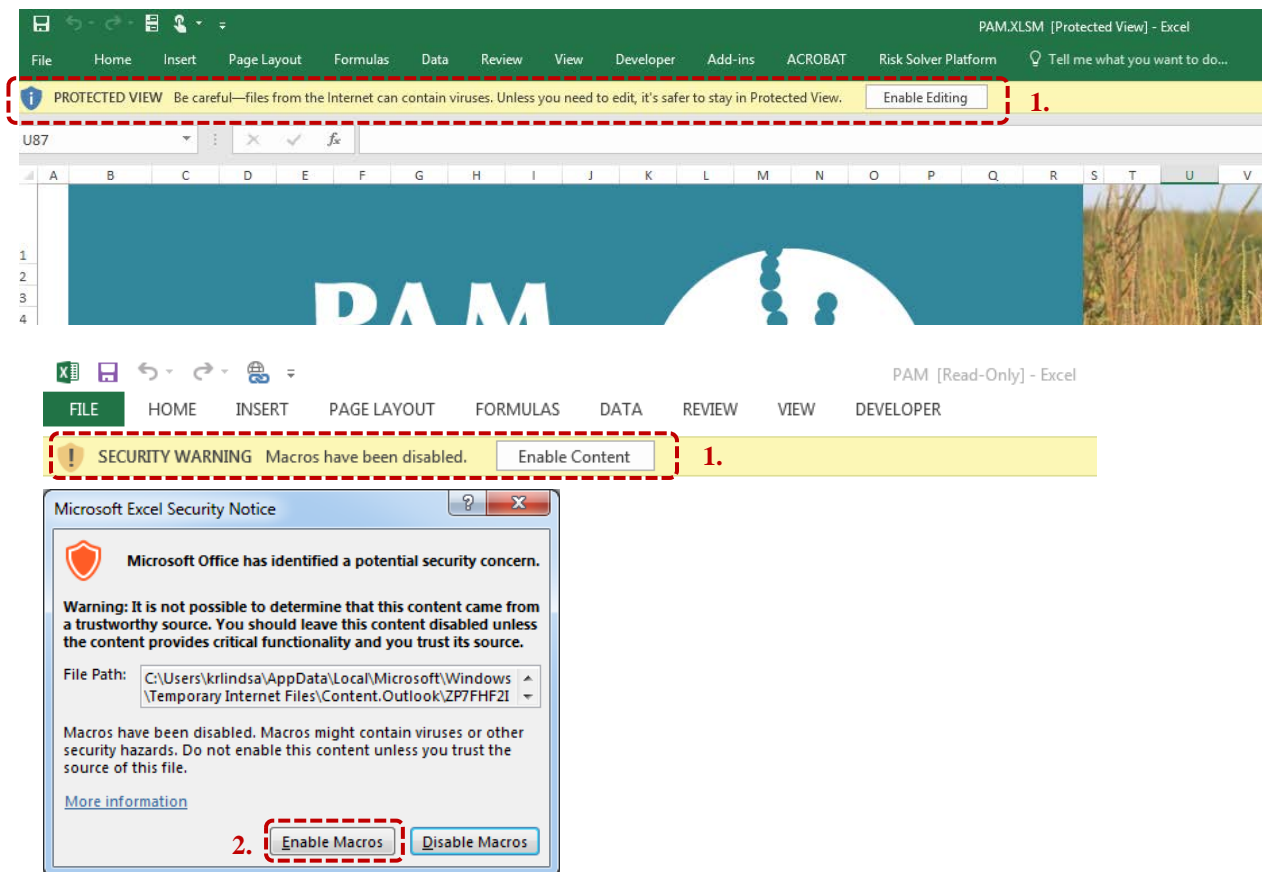 PAM.XLSM [Protected View] - Excel
File Home Insert Page Layout Formulas Data Review View Developer Add-ins ACROBAT Risk Solver Platform Tell me what you want to do...
PROTECTED VIEW Be careful—files from the Internet can contain viruses. Unless you need to edit, it's safer to stay in Protected View. Enable Editing 1.
U87 fx
A B C D E F G H I J K L M N O P Q R S T U V
1
2
3
4
PAM
PAM [Read-Only] - Excel
FILE HOME INSERT PAGE LAYOUT FORMULAS DATA REVIEW VIEW DEVELOPER
! SECURITY WARNING Macros have been disabled. Enable Content 1.
Microsoft Excel Security Notice ? X
Microsoft Office has identified a potential security concern.
Warning: It is not possible to determine that this content came from
a trustworthy source. You should leave this content disabled unless
the content provides critical functionality and you trust its source.
File Path: C:\Users\krlindsa\AppData\Local\Microsoft\Windows
\Temporary Internet Files\Content.Outlook\ZP7FHF2I
Macros have been disabled. Macros might contain viruses or other
security hazards. Do not enable this content unless you trust the
source of this file.
More information
2. Enable Macros Disable Macros